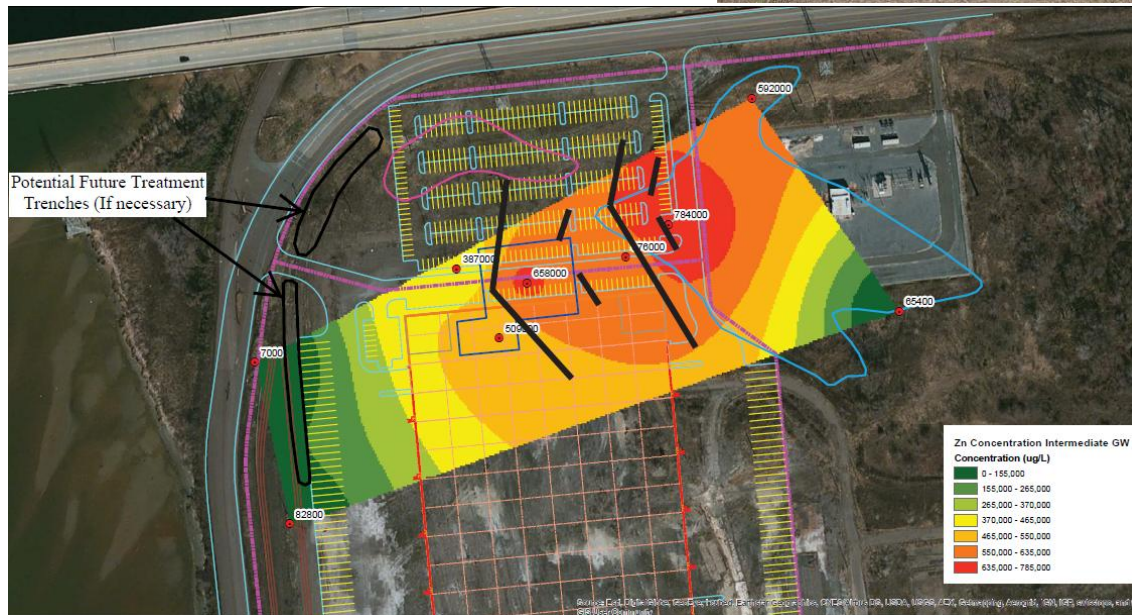 592000
Potential Future Treatment
Trenches (If necessary)
784000
387000
76000
658000
65400
7000
82800
Zn Concentration Intermediate GW
Concentration (ug/L)
0 - 155,000
155,000 - 265,000
265,000 - 370,000
370,000 - 465,000
465,000 - 550,000
550,000 - 635,000
635,000 - 785,000